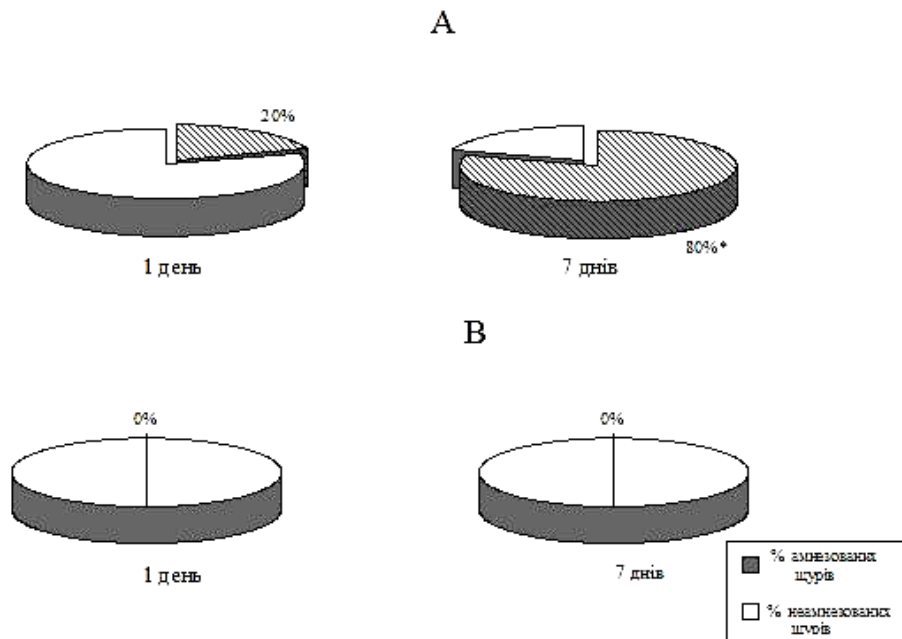 А
20%
80%*
1 день
7 днів
В
0%
0%
1 день
7 днів
% амнезованих
щурів
% неамнезованих
щурів